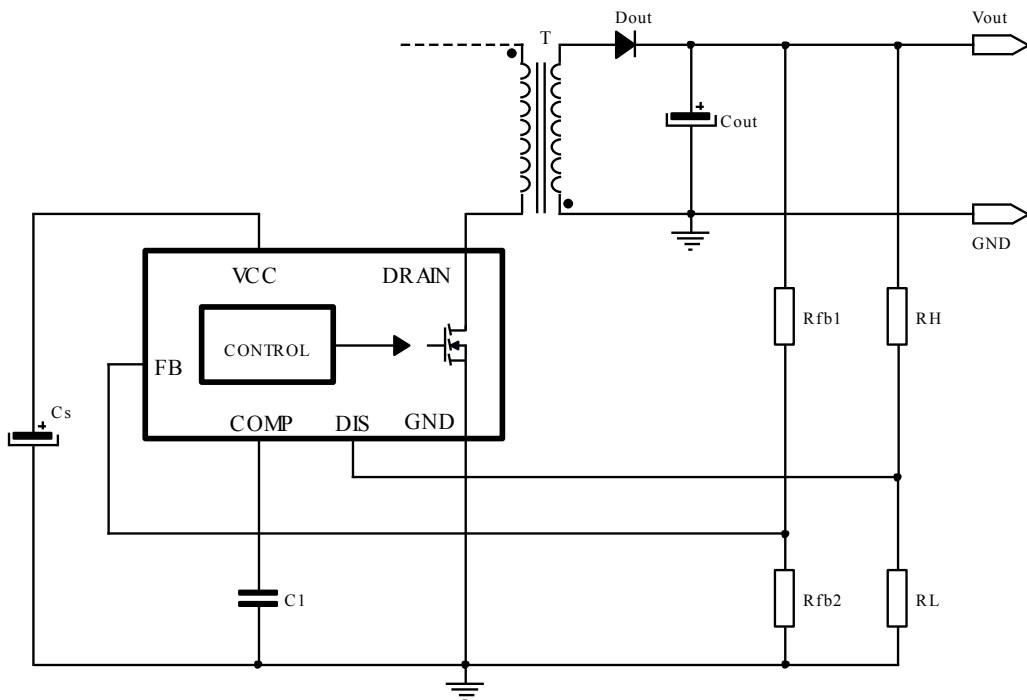 Dout
Vout
T
Cout
GND
VCC
DRAIN
Rfb1
RH
CONTROL
FB
Cs
COMP
DIS
GND
C1
Rfb2
RL